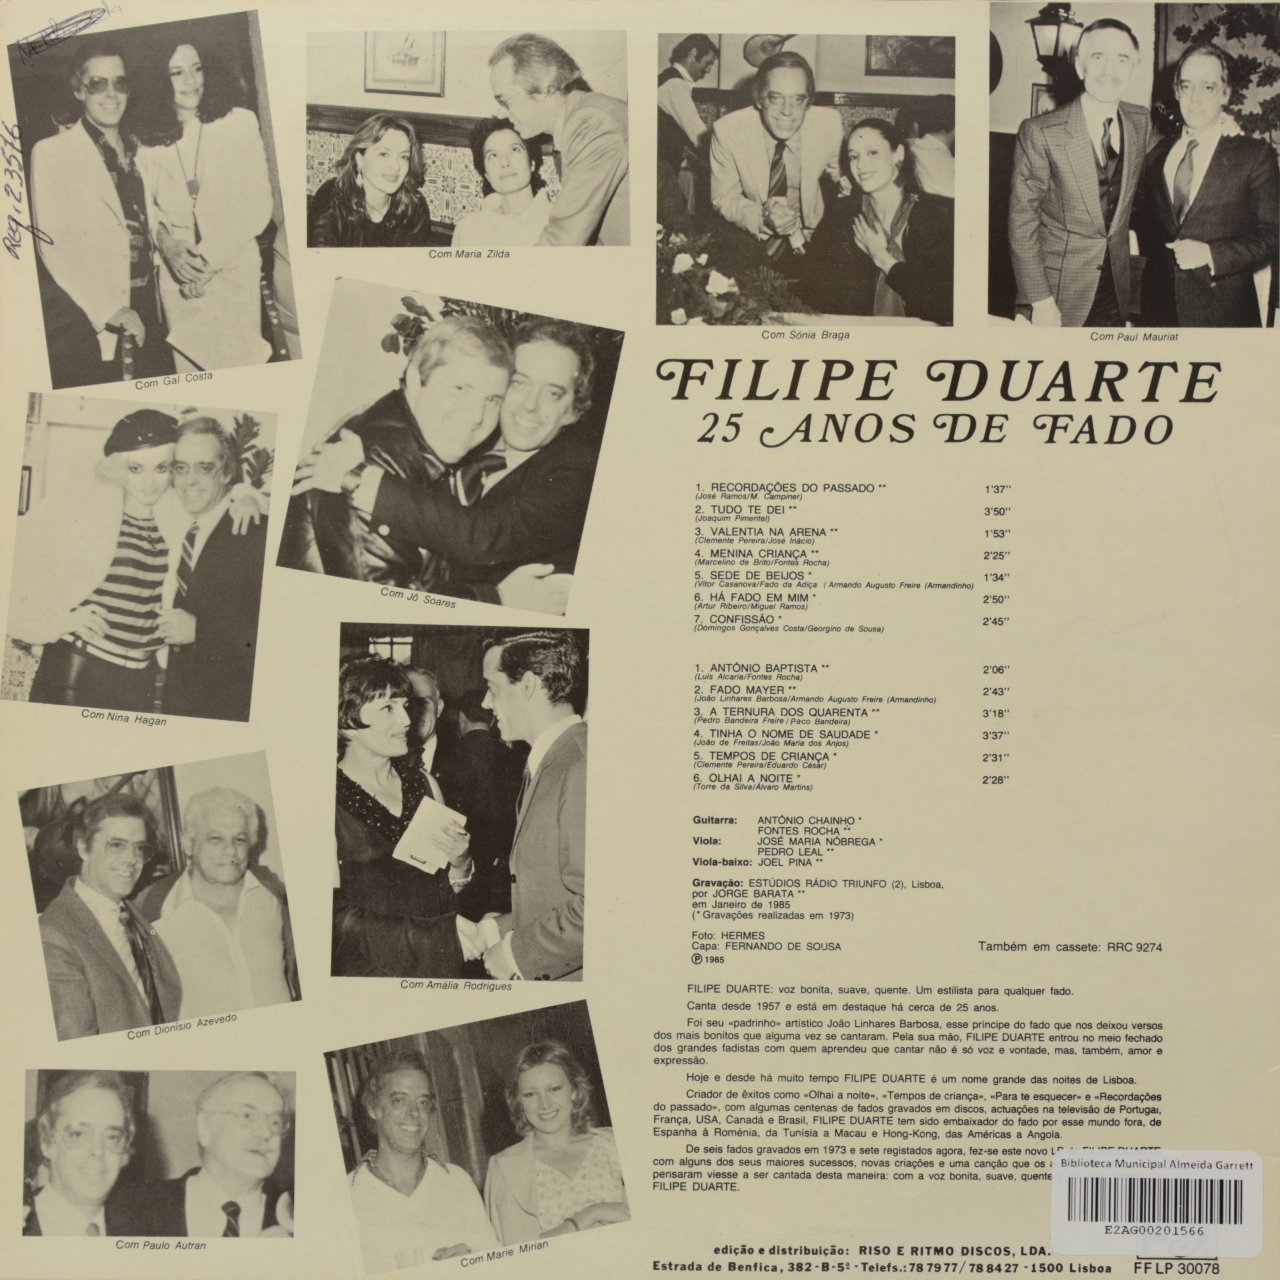 Reg. 23576
Com Gal Costa
Com Maria Zilda
Com Sónia Braga
Com Paul Mauriat
Com Nina Hagan
Com Jô Soares
Com Amália Rodrigues
Com Dionísio Azevedo
Com Paulo Autran
Com Marie Mirian
FILIPE DUARTE
25 ANOS DE FADO
1. RECORDAÇÕES DO PASSADO ** 1'37''
(José Ramos/M. Campiner)
2. TUDO TE DEI ** 3'50''
(Joaquim Pimentel)
3. VALENTIA NA ARENA ** 1'53''
(Clemente Pereira/José Inácio)
4. MENINA CRIANÇA ** 2'25''
(Marcelino de Brito/Fontes Rocha)
5. SEDE DE BEIJOS * 1'34''
(Vitor Casanova/Fado da Adiça (Armando Augusto Freire (Armandinho)
6. HÁ FADO EM MIM * 2'50''
(Artur Ribeiro/Miguel Ramos)
7. CONFISSÃO * 2'45''
(Domingos Gonçalves Costa/Georgino de Sousa)
1. ANTÓNIO BAPTISTA ** 2'06''
(Luís Alcaria/Fontes Rocha)
2. FADO MAYER ** 2'43''
(João Linhares Barbosa/Armando Augusto Freire (Armandinho)
3. A TERNURA DOS QUARENTA ** 3'18''
(Pedro Bandeira Freire/Paco Bandeira)
4. TINHA O NOME DE SAUDADE * 3'37''
(João de Freitas/João Maria dos Anjos)
5. TEMPOS DE CRIANÇA * 2'31''
(Clemente Pereira/Eduardo César)
6. OLHAI A NOITE * 2'28''
(Torre da Silva/Álvaro Martins)
Guitarra: ANTÓNIO CHAINHO *
FONTES ROCHA **
Viola: JOSÉ MARIA NÓBREGA *
PEDRO LEAL **
Viola-baixo: JOEL PINA **
Gravação: ESTÚDIOS RÁDIO TRIUNFO (2), Lisboa,
por JORGE BARATA **
em Janeiro de 1985
(* Gravações realizadas em 1973)
Foto: HERMES
Capa: FERNANDO DE SOUSA Também em cassete: RRC 9274
Ⓟ 1985
FILIPE DUARTE: voz bonita, suave, quente. Um estilista para qualquer fado.
Canta desde 1957 e está em destaque há cerca de 25 anos.
Foi seu «padrinho» artístico João Linhares Barbosa, esse príncipe do fado que nos deixou versos
dos mais bonitos que alguma vez se cantaram. Pela sua mão, FILIPE DUARTE entrou no meio fechado
dos grandes fadistas com quem aprendeu que cantar não é só voz e vontade, mas, também, amor e
expressão.
Hoje e desde há muito tempo FILIPE DUARTE é um nome grande das noites de Lisboa.
Criador de êxitos como «Olhai a noite», «Tempos de criança», «Para te esquecer» e «Recordações
do passado», com algumas centenas de fados gravados em discos, actuações na televisão de Portugal,
França, USA, Canadá e Brasil, FILIPE DUARTE tem sido embaixador do fado por esse mundo fora, de
Espanha à Roménia, da Tunísia a Macau e Hong-Kong, das Américas a Angola.
De seis fados gravados em 1973 e sete registados agora, fez-se este novo FILIPE DUARTE
com alguns dos seus maiores sucessos, novas criações e uma canção que os
pensaram viesse a ser cantada desta maneira: com a voz bonita, suave, quente
FILIPE DUARTE.
Biblioteca Municipal Almeida Garrett
E2AG00201566
edição e distribuição: RISO E RITMO DISCOS, LDA.
Estrada de Benfica, 382-B-5º - Telefs.: 787977/788427 - 1500 Lisboa FF LP 30078